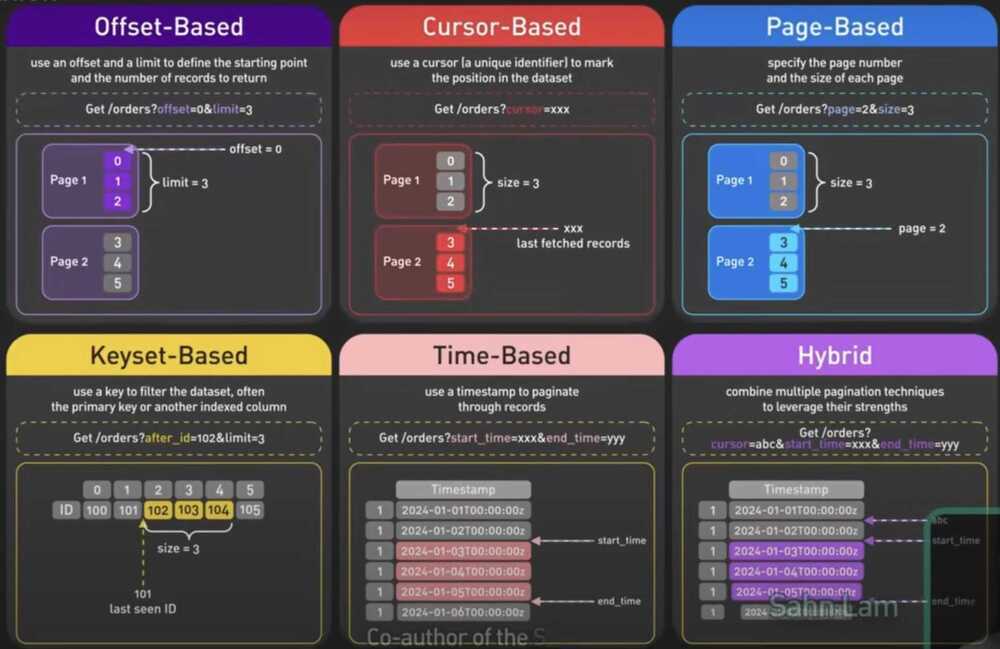 Offset-Based
use an offset and a limit to define the starting point
and the number of records to return
Get /orders?offset=0&limit=3
offset = 0
Page 1
0
1
2
limit = 3
Page 2
3
4
5
Cursor-Based
use a cursor (a unique identifier) to mark
the position in the dataset
Get /orders?cursor=xxx
Page 1
0
1
2
size = 3
xxx
last fetched records
Page 2
3
4
5
Page-Based
specify the page number
and the size of each page
Get /orders?page=2&size=3
Page 1
0
1
2
size = 3
page = 2
Page 2
3
4
5
Keyset-Based
use a key to filter the dataset, often
the primary key or another indexed column
Get /orders?after_id=102&limit=3
0 1 2 3 4 5
ID 100 101 102 103 104 105
size = 3
101
last seen ID
Time-Based
use a timestamp to paginate
through records
Get /orders?start_time=xxx&end_time=yyy
Timestamp
1 2024-01-01T00:00:00z
1 2024-01-02T00:00:00z
start_time
1 2024-01-03T00:00:00z
1 2024-01-04T00:00:00z
1 2024-01-05T00:00:00z
end_time
1 2024-01-06T00:00:00z
Hybrid
combine multiple pagination techniques
to leverage their strengths
Get /orders?
cursor=abc&start_time=xxx&end_time=yyy
Timestamp
1 2024-01-01T00:00:00z
abc
1 2024-01-02T00:00:00z
start_time
1 2024-01-03T00:00:00z
1 2024-01-04T00:00:00z
1 2024-01-05T00:00:00z
end_time
1
Sahn Lam
Co-author of the S